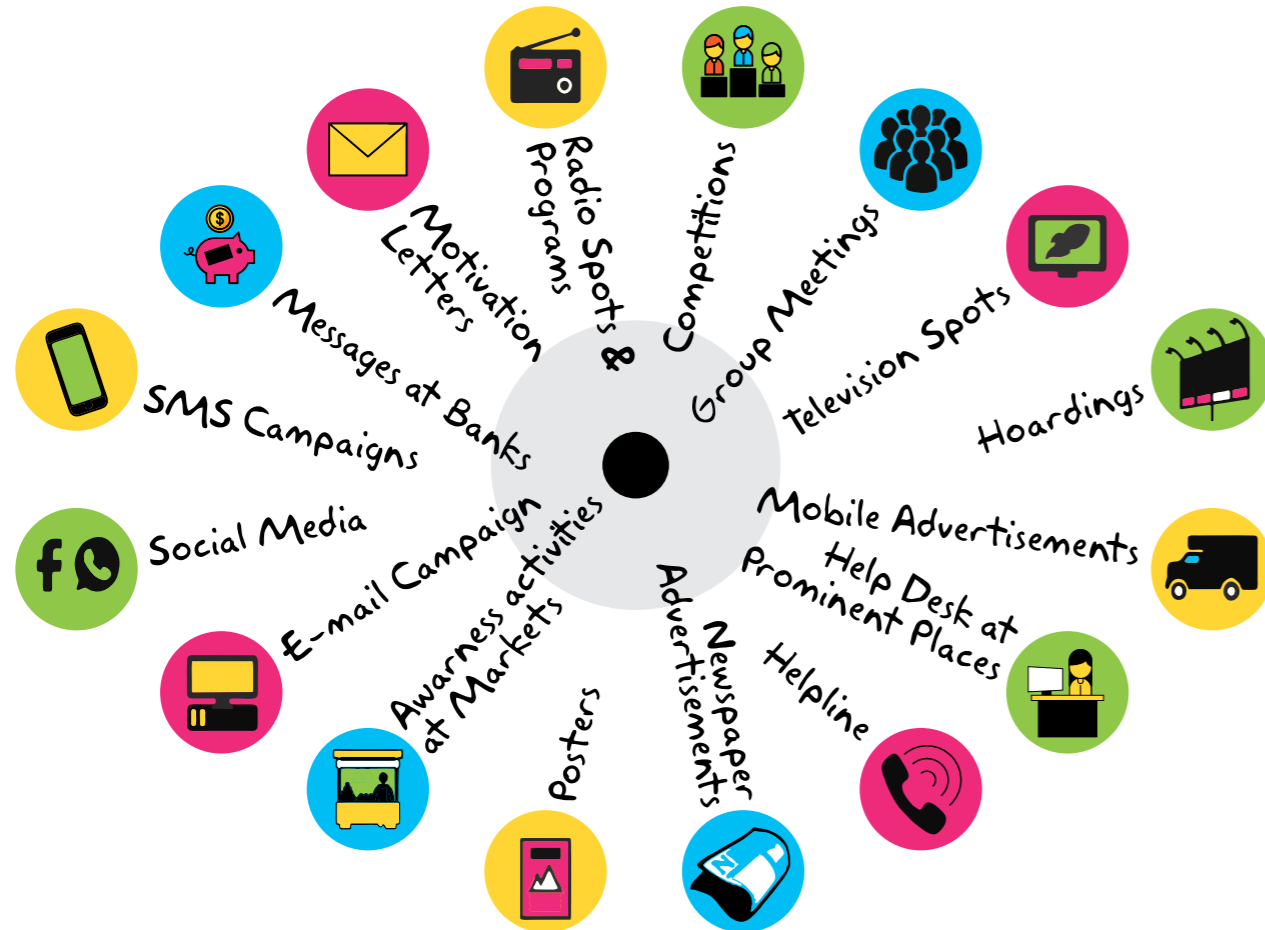 Radio Spots &
Programs
Competitions
Group Meetings
Television Spots
Hoardings
Mobile Advertisements
Help Desk at
Prominent Places
Helpline
Newspaper
Advertisements
Posters
Awarness activities
at Markets
E-mail Campaign
Social Media
SMS Campaigns
Messages at Banks
Motivation
Letters
$
f
N